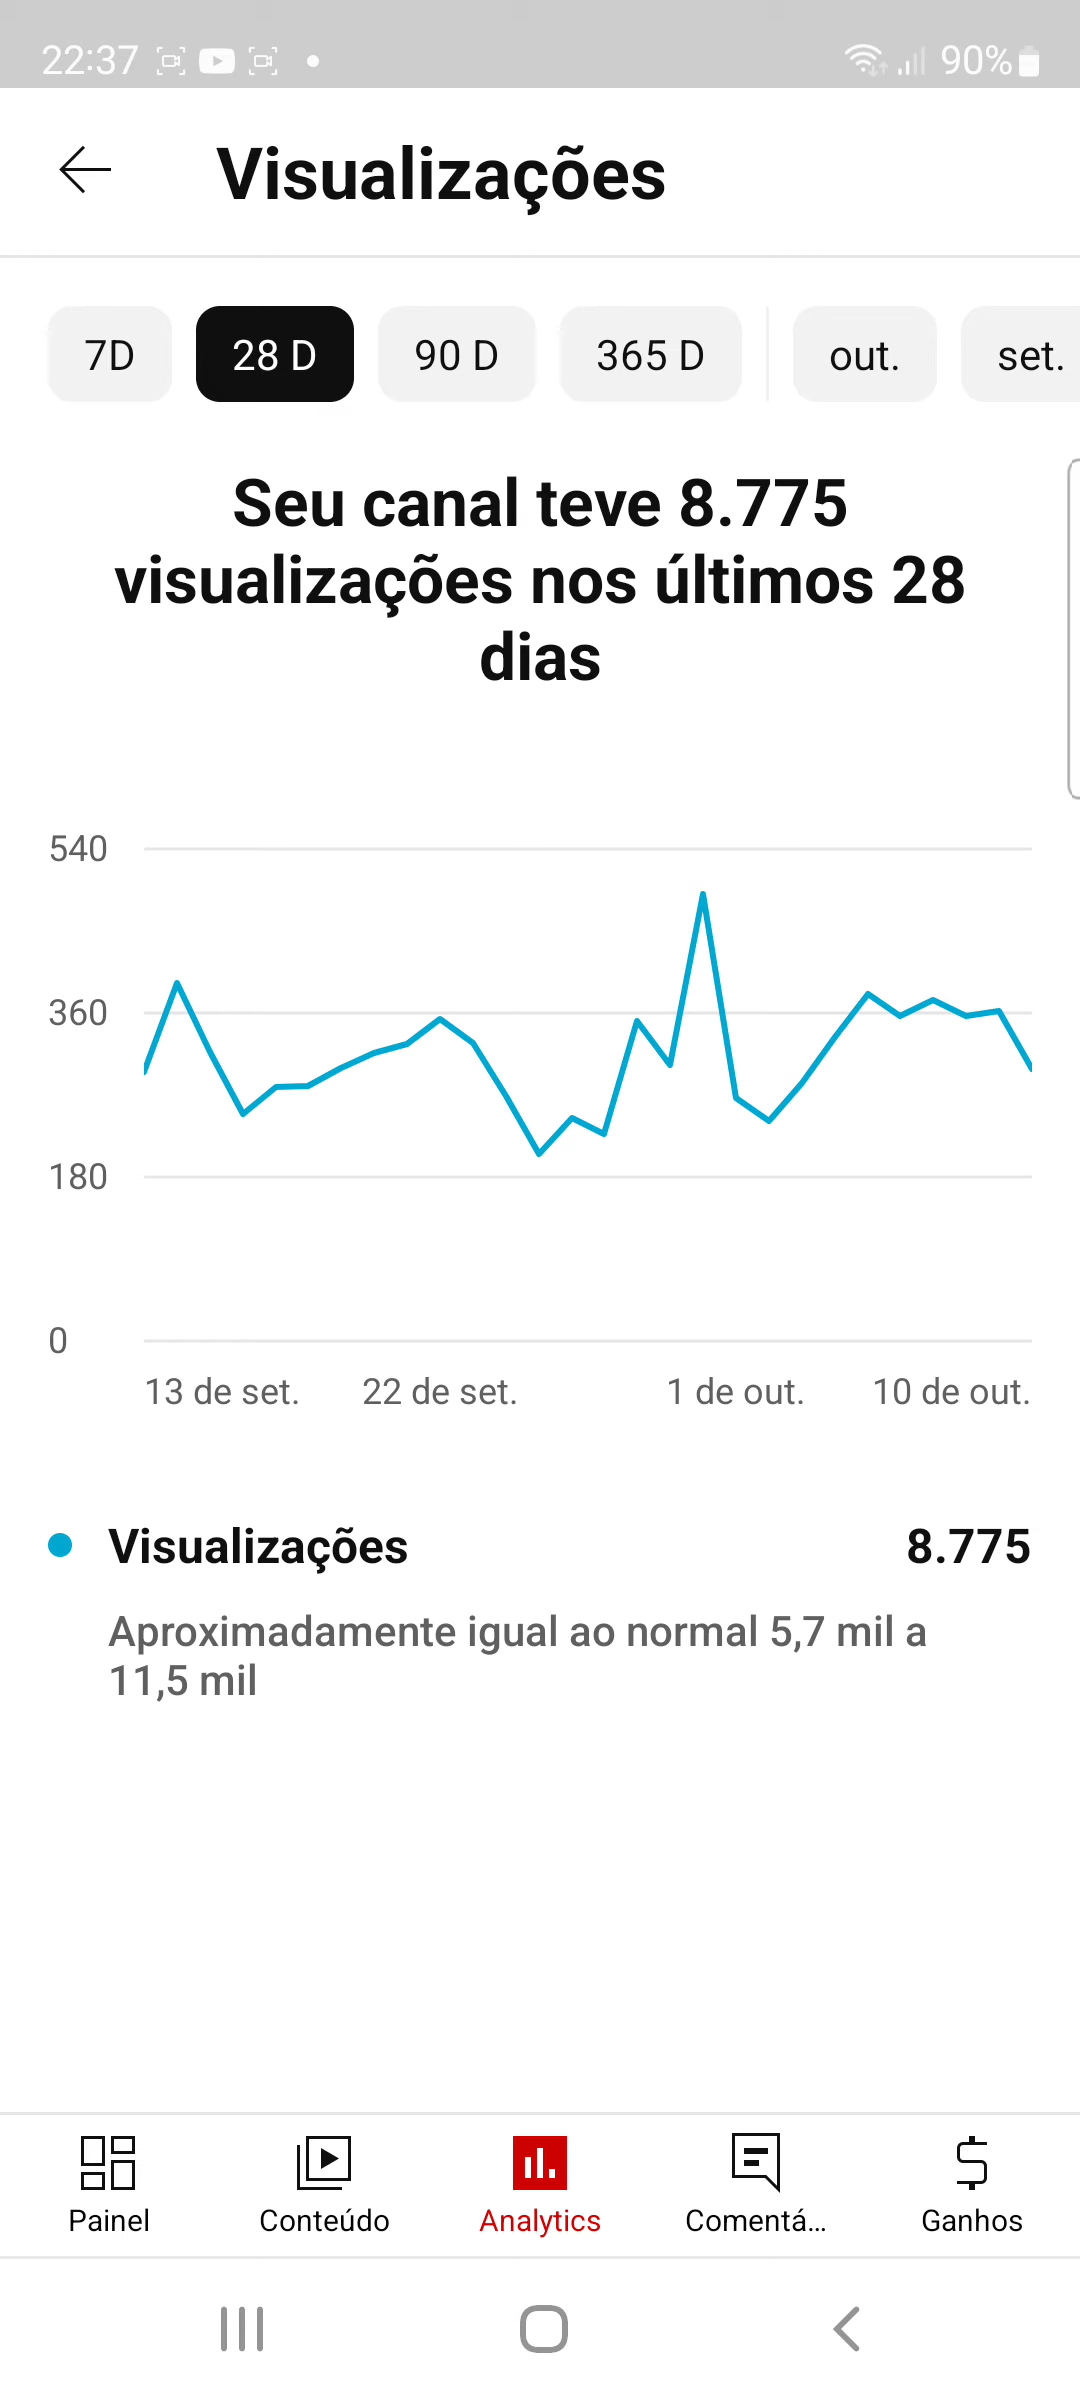 22:37
90%
Visualizações
7D
28 D
90 D
365 D
out.
set.
Seu canal teve 8.775
visualizações nos últimos 28
dias
540
360
180
0
13 de set.
22 de set.
1 de out.
10 de out.
Visualizações
8.775
Aproximadamente igual ao normal 5,7 mil a
11,5 mil
Painel
Conteúdo
Analytics
Comentá...
Ganhos